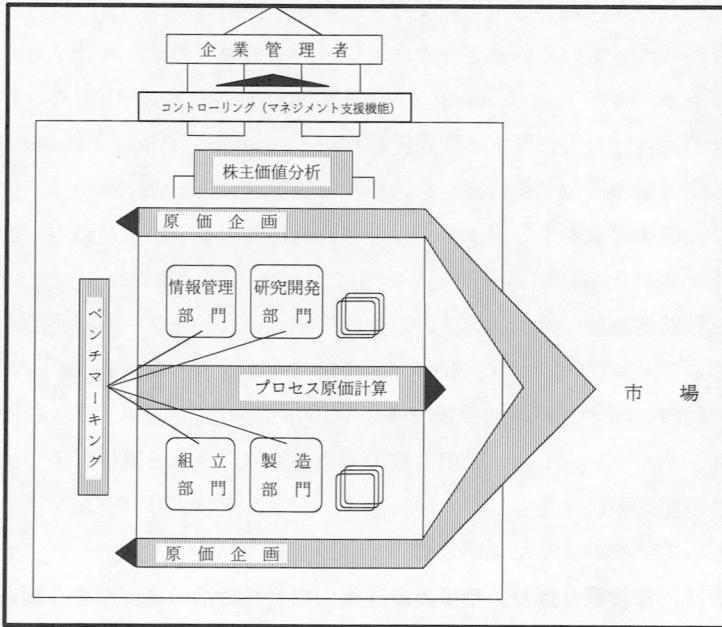 企業管理者
コントローリング（マネジメント支援機能）
株主価値分析
原価企画
情報管理
部門
研究開発
部門
ベンチマーキング
プロセス原価計算
市場
組立
部門
製造
部門
原価企画